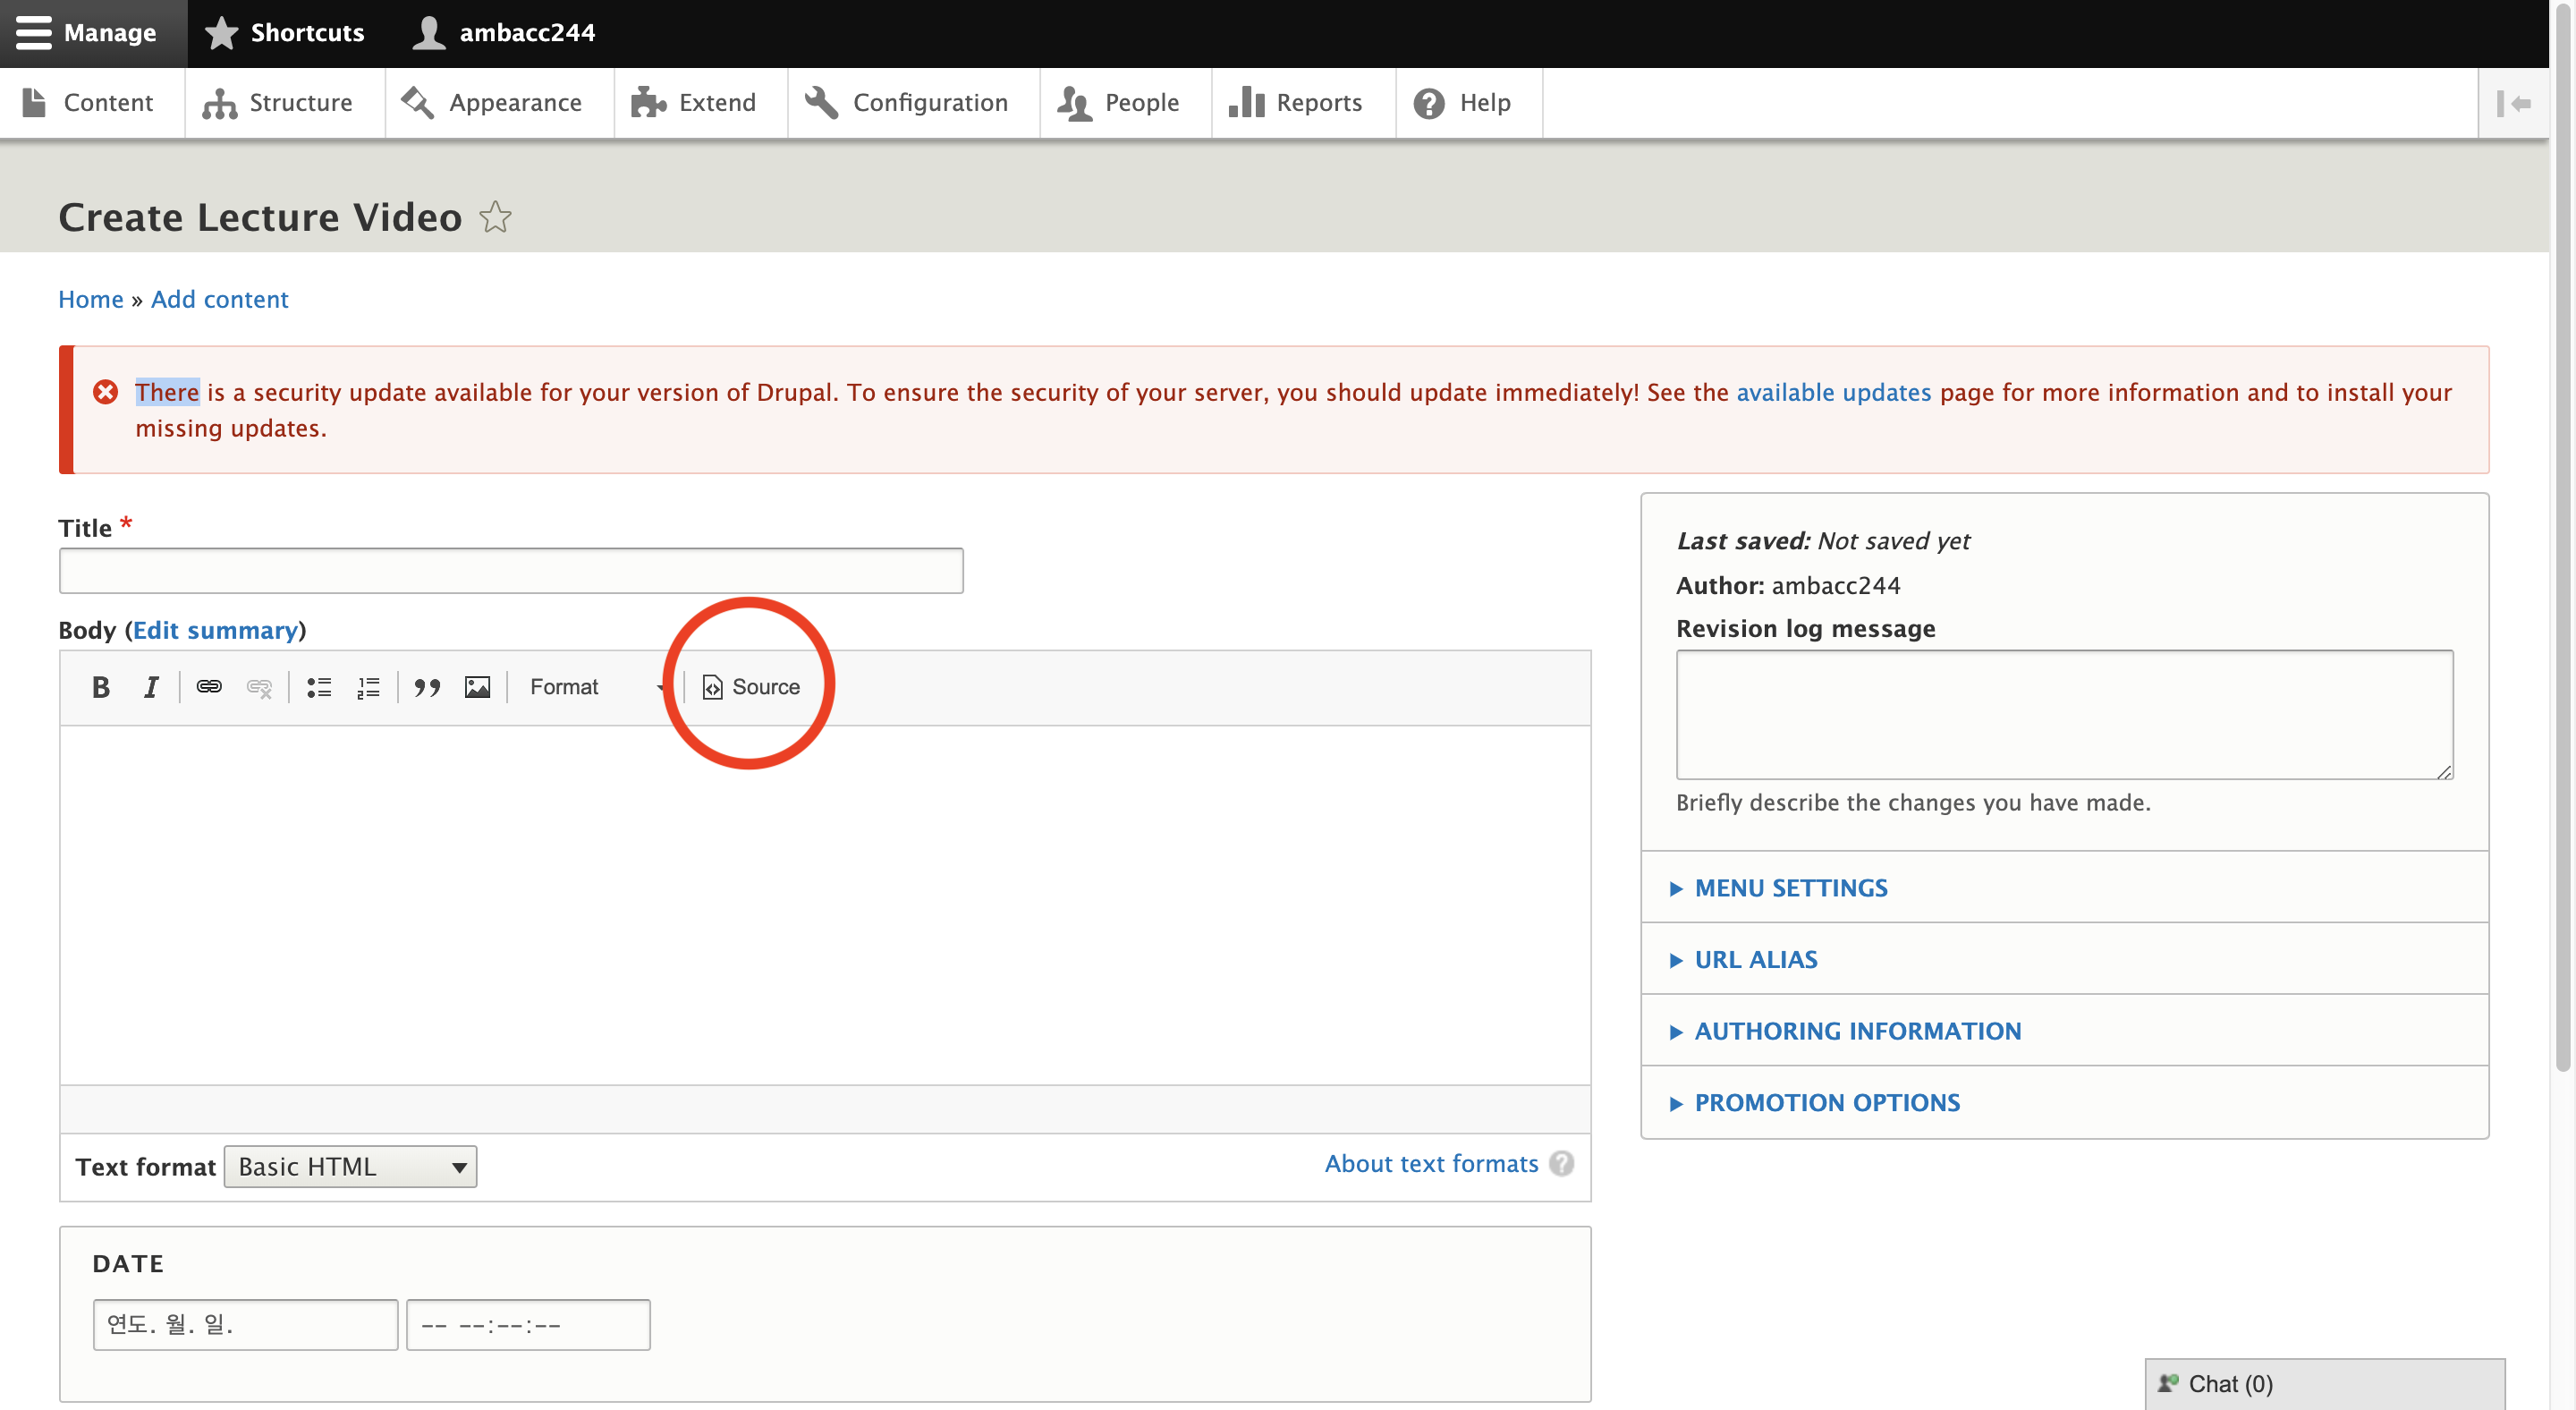 Manage Shortcuts ambacc244
Content Structure Appearance Extend Configuration People Reports Help
Create Lecture Video
Home » Add content
There is a security update available for your version of Drupal. To ensure the security of your server, you should update immediately! See the available updates page for more information and to install your
missing updates.
Title *
Body (Edit summary)
B I Format Source
Text format Basic HTML
About text formats
DATE
연도. 월. 일. -- --:--:--
Last saved: Not saved yet
Author: ambacc244
Revision log message
Briefly describe the changes you have made.
MENU SETTINGS
URL ALIAS
AUTHORING INFORMATION
PROMOTION OPTIONS
Chat (0)